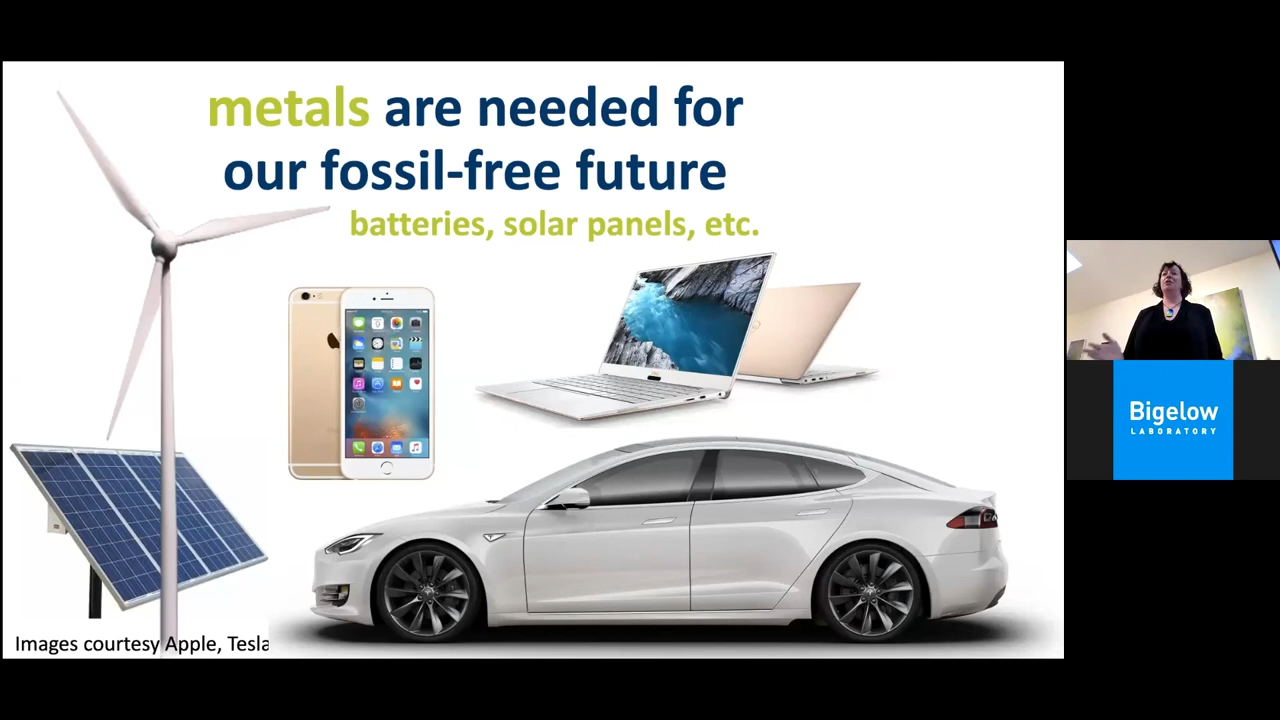 metals are needed for
our fossil-free future
batteries, solar panels, etc.
Images courtesy Apple, Tesla
Bigelow
LABORATORY